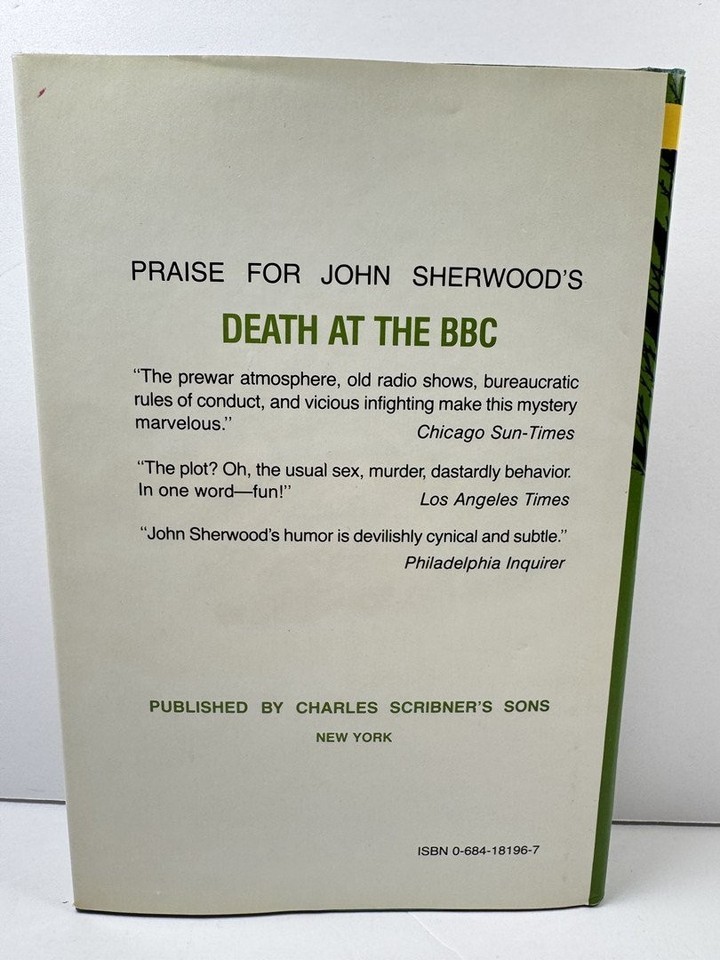 PRAISE FOR JOHN SHERWOOD'S
DEATH AT THE BBC
“The prewar atmosphere, old radio shows, bureaucratic
rules of conduct, and vicious infighting make this mystery
marvelous.”
Chicago Sun-Times
“The plot? Oh, the usual sex, murder, dastardly behavior.
In one word—fun!”
Los Angeles Times
“John Sherwood's humor is devilishly cynical and subtle.”
Philadelphia Inquirer
PUBLISHED BY CHARLES SCRIBNER'S SONS
NEW YORK
ISBN 0-684-18196-7